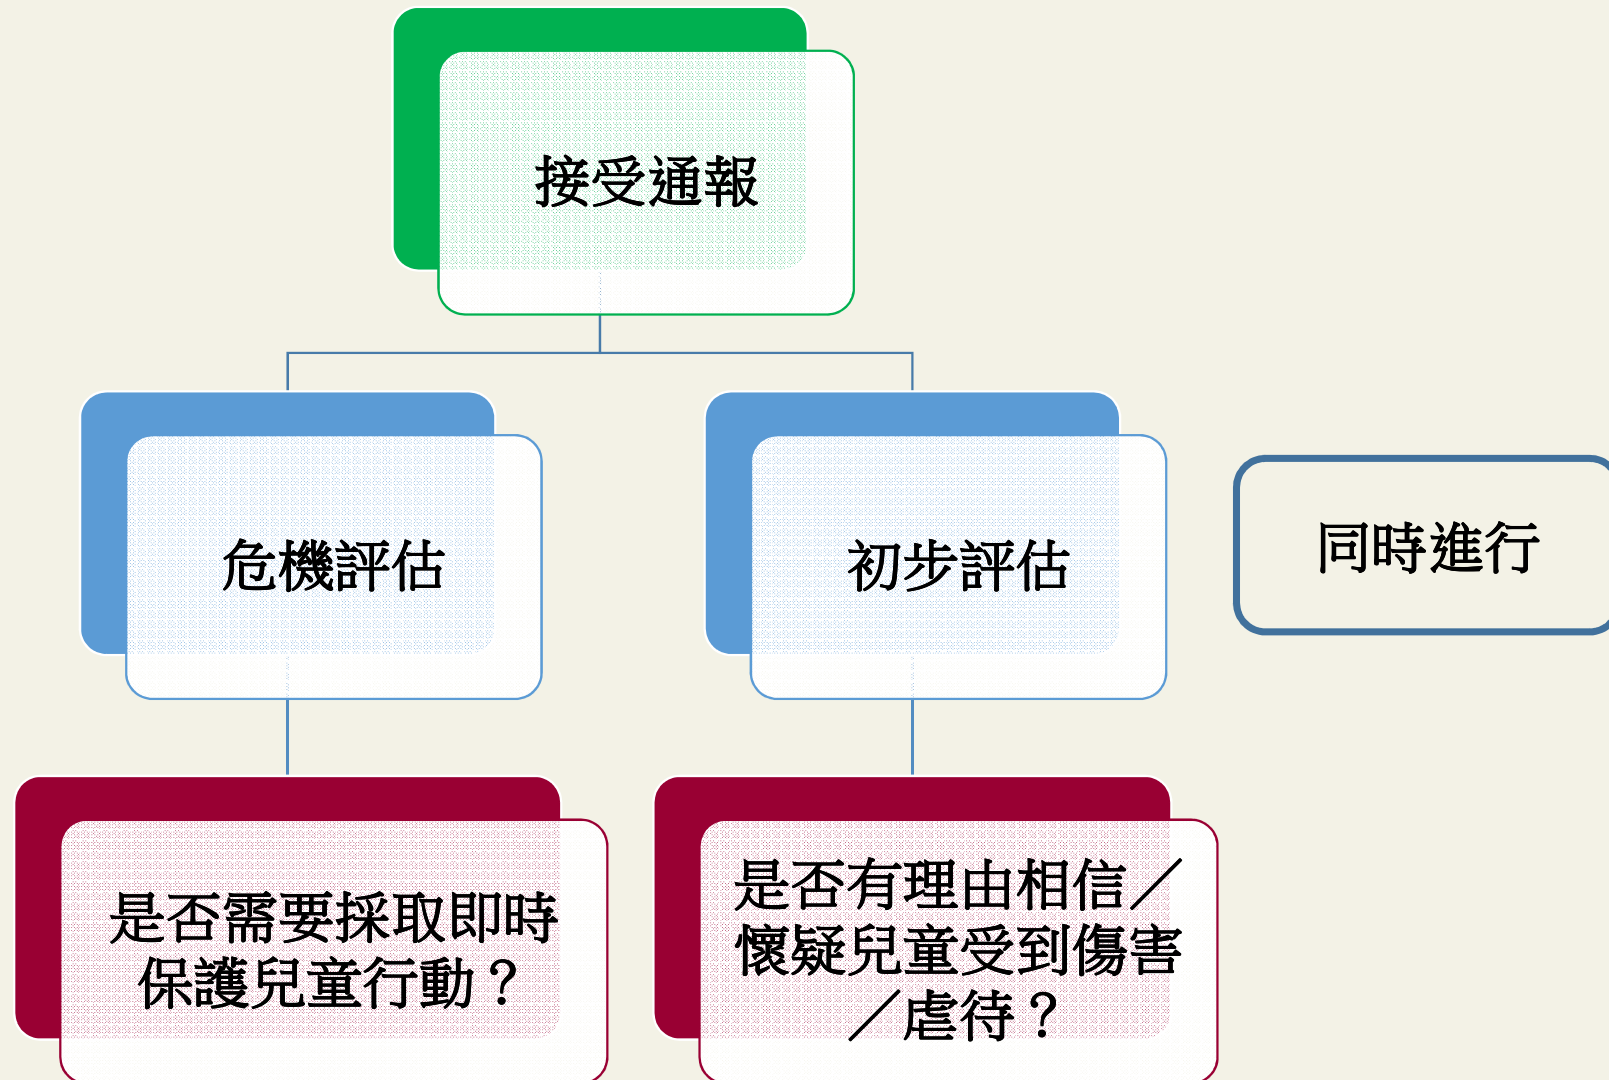 接受通報
危機評估
初步評估
同時進行
是否需要採取即時
保護兒童行動？
是否有理由相信／
懷疑兒童受到傷害
／虐待？